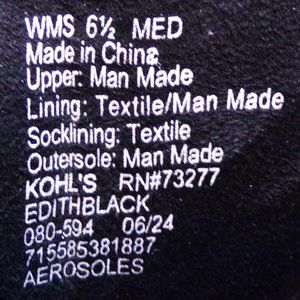 WMS 6½ MED
Made in China
Upper: Man Made
Lining: Textile/Man Made
Socklining: Textile
Outersole: Man Made
KOHL'S RN#73277
EDITHBLACK
080-594 06/24
715585381887
AEROSOLES